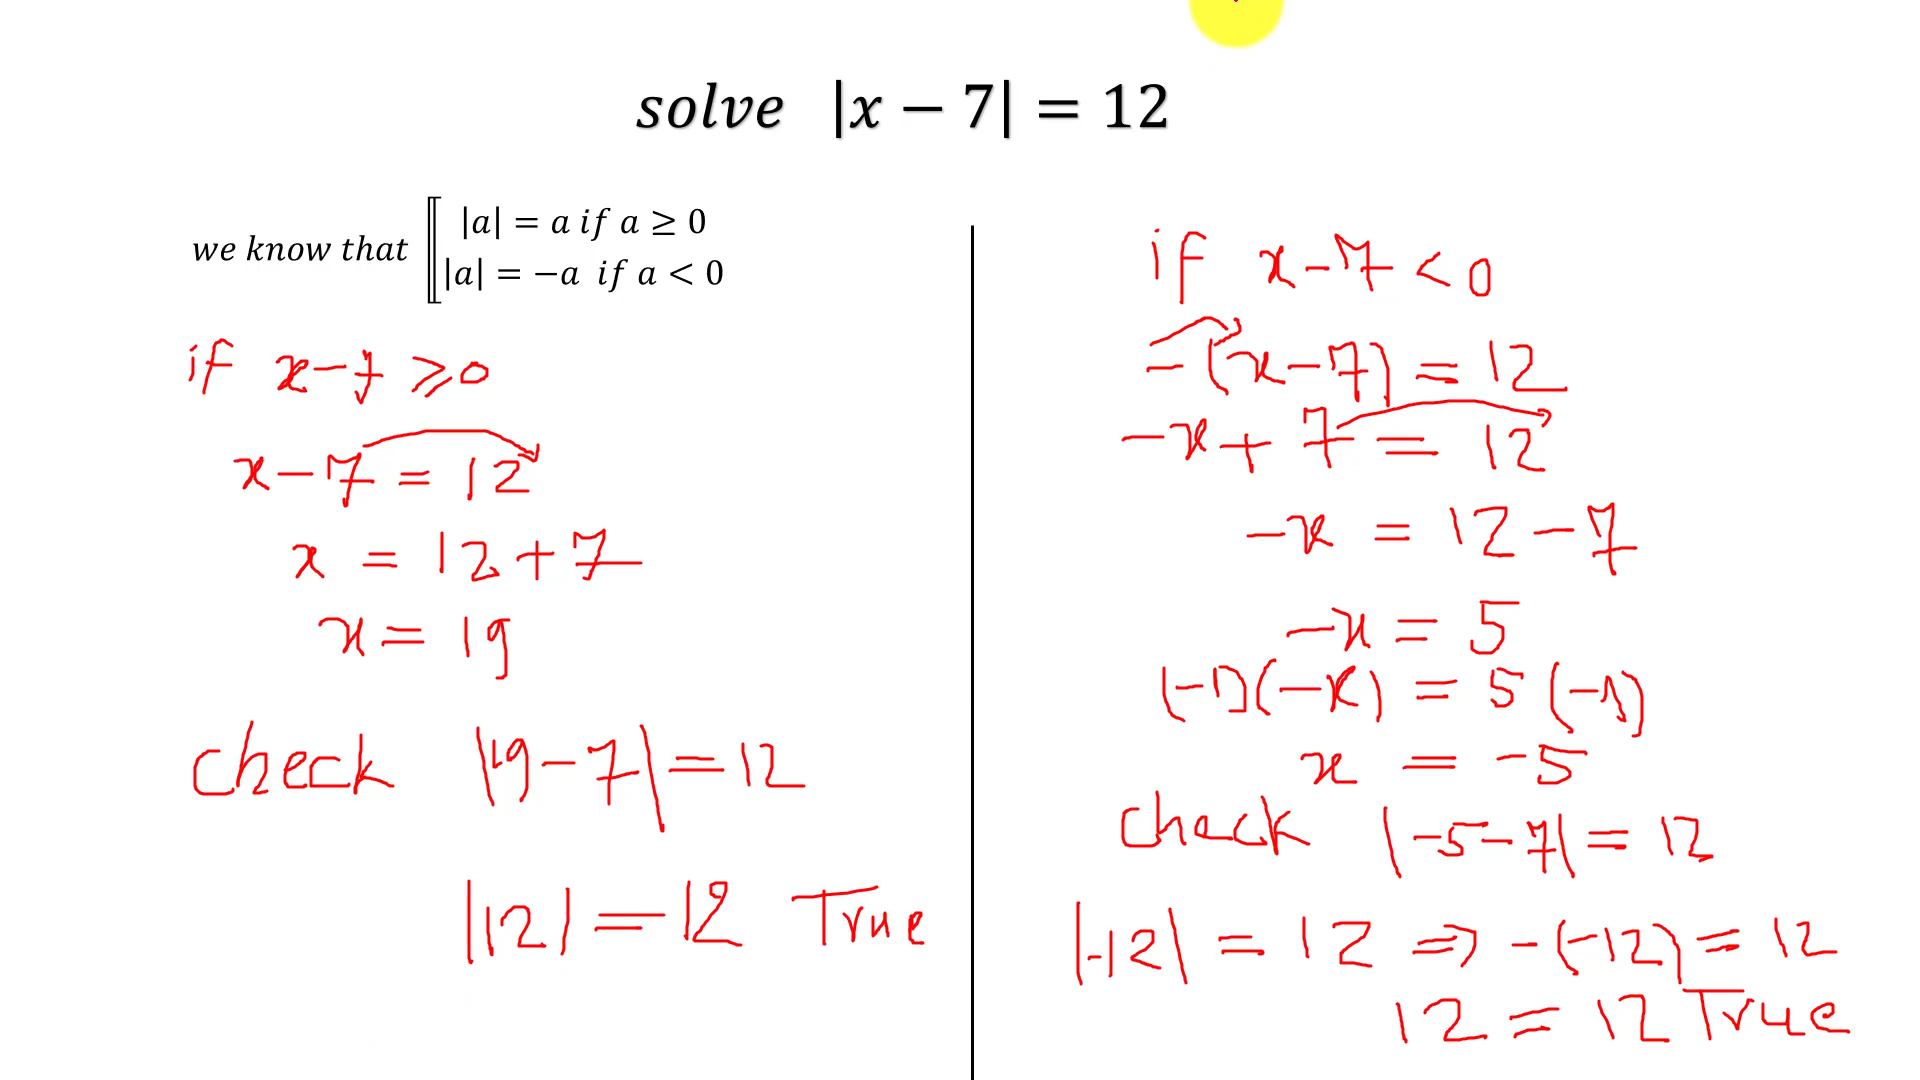 solve |x − 7| = 12
we know that
|a| = a if a ≥ 0
|a| = −a if a < 0
if x-7 ≥0
x-7 = 12
x = 12+7
x = 19
check |19-7| = 12
|12| = 12 True
if x-7 < 0
-(x-7) = 12
-x + 7 = 12
-x = 12-7
-x = 5
(-1)(-x) = 5(-1)
x = -5
check |-5-7| = 12
|-12| = 12 ⇒ -(-12) = 12
12 = 12 True